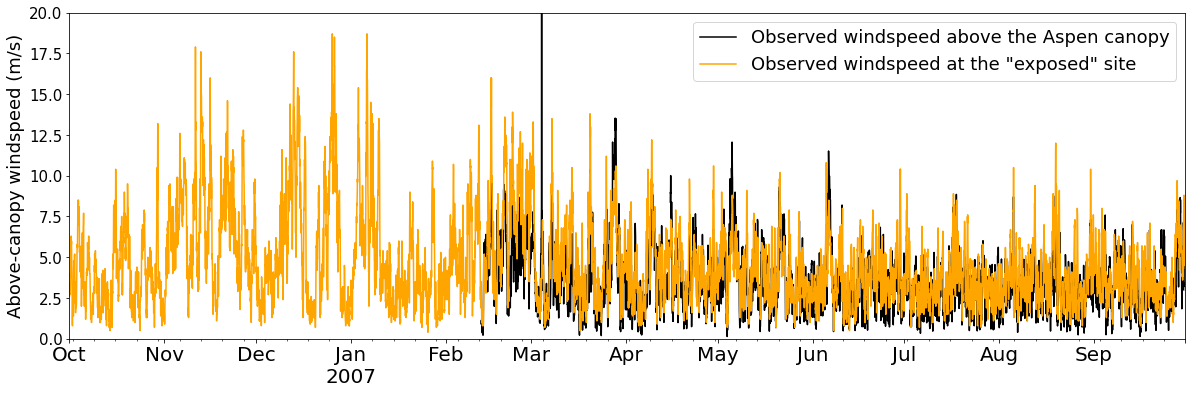 Above-canopy windspeed (m/s)
20.0
17.5
15.0
12.5
10.0
7.5
5.0
2.5
0.0
Observed windspeed above the Aspen canopy
Observed windspeed at the "exposed" site
Oct Nov Dec Jan Feb Mar Apr May Jun Jul Aug Sep
2007